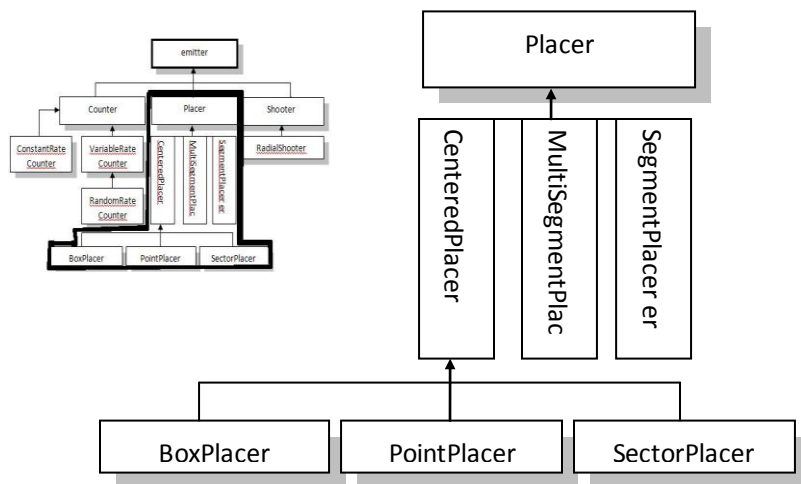 emitter
Counter
Placer
Shooter
ConstantRate
Counter
VariableRate
Counter
CenteredPlacer
MultiSegmentPlac
SegmentPlacer er
RadialShooter
RandomRate
Counter
BoxPlacer
PointPlacer
SectorPlacer
Placer
CenteredPlacer
MultiSegmentPlac
SegmentPlacer er
BoxPlacer
PointPlacer
SectorPlacer